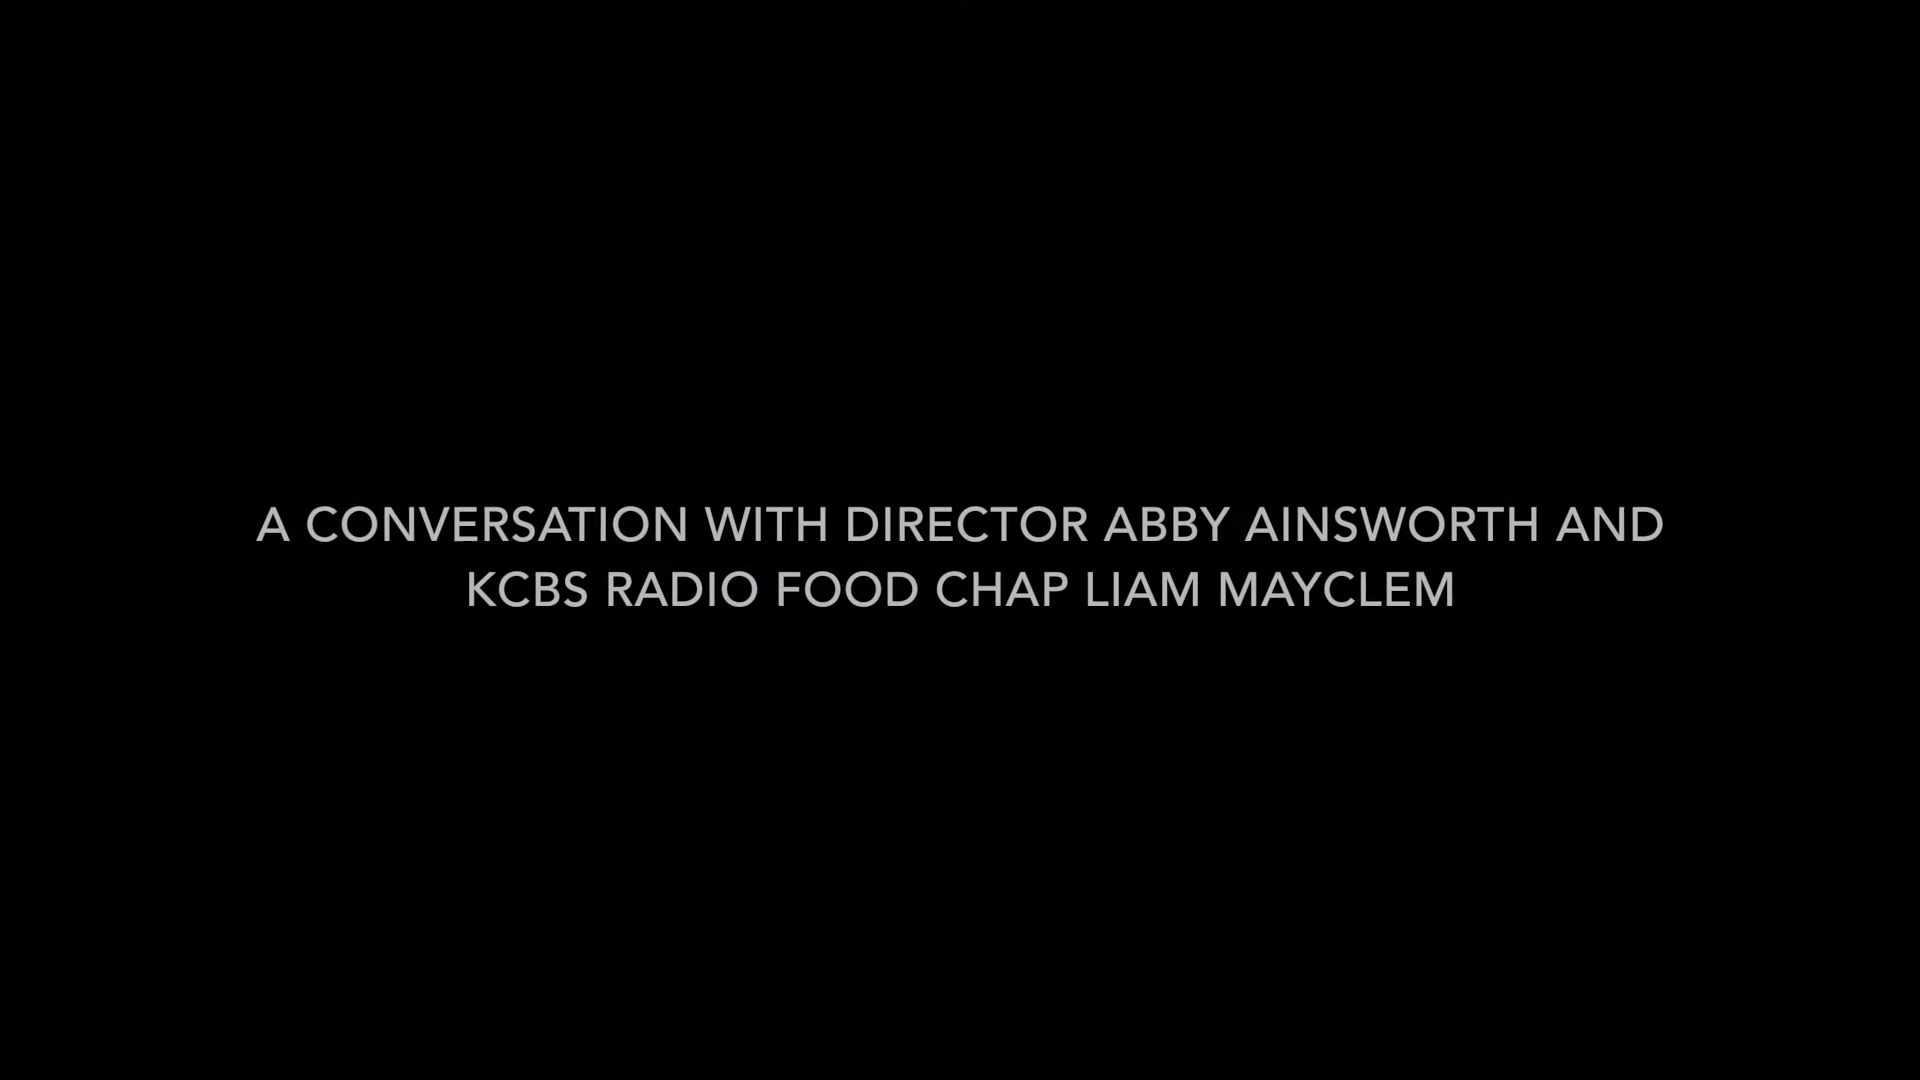 A CONVERSATION WITH DIRECTOR ABBY AINSWORTH AND
KCBS RADIO FOOD CHAP LIAM MAYCLEM